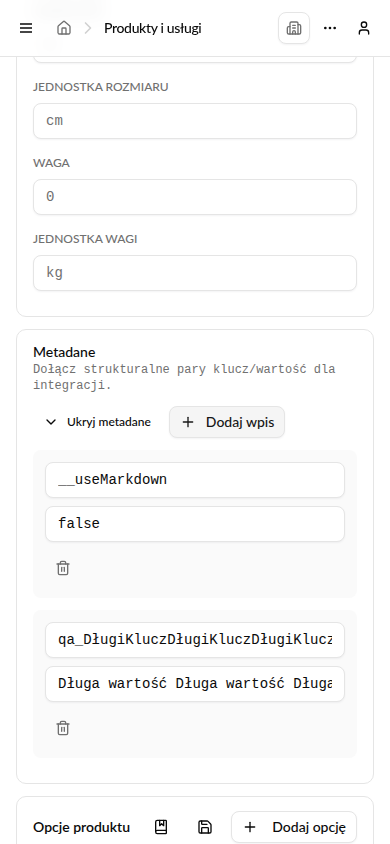 Produkty i usługi
JEDNOSTKA ROZMIARU
cm
WAGA
0
JEDNOSTKA WAGI
kg
Metadane
Dołącz strukturalne pary klucz/wartość dla
integracji.
Ukryj metadane
Dodaj wpis
__useMarkdown
false
qa_DługiKluczDługiKluczDługiKlucz
Długa wartość Długa wartość Długa
Opcje produktu
Dodaj opcję